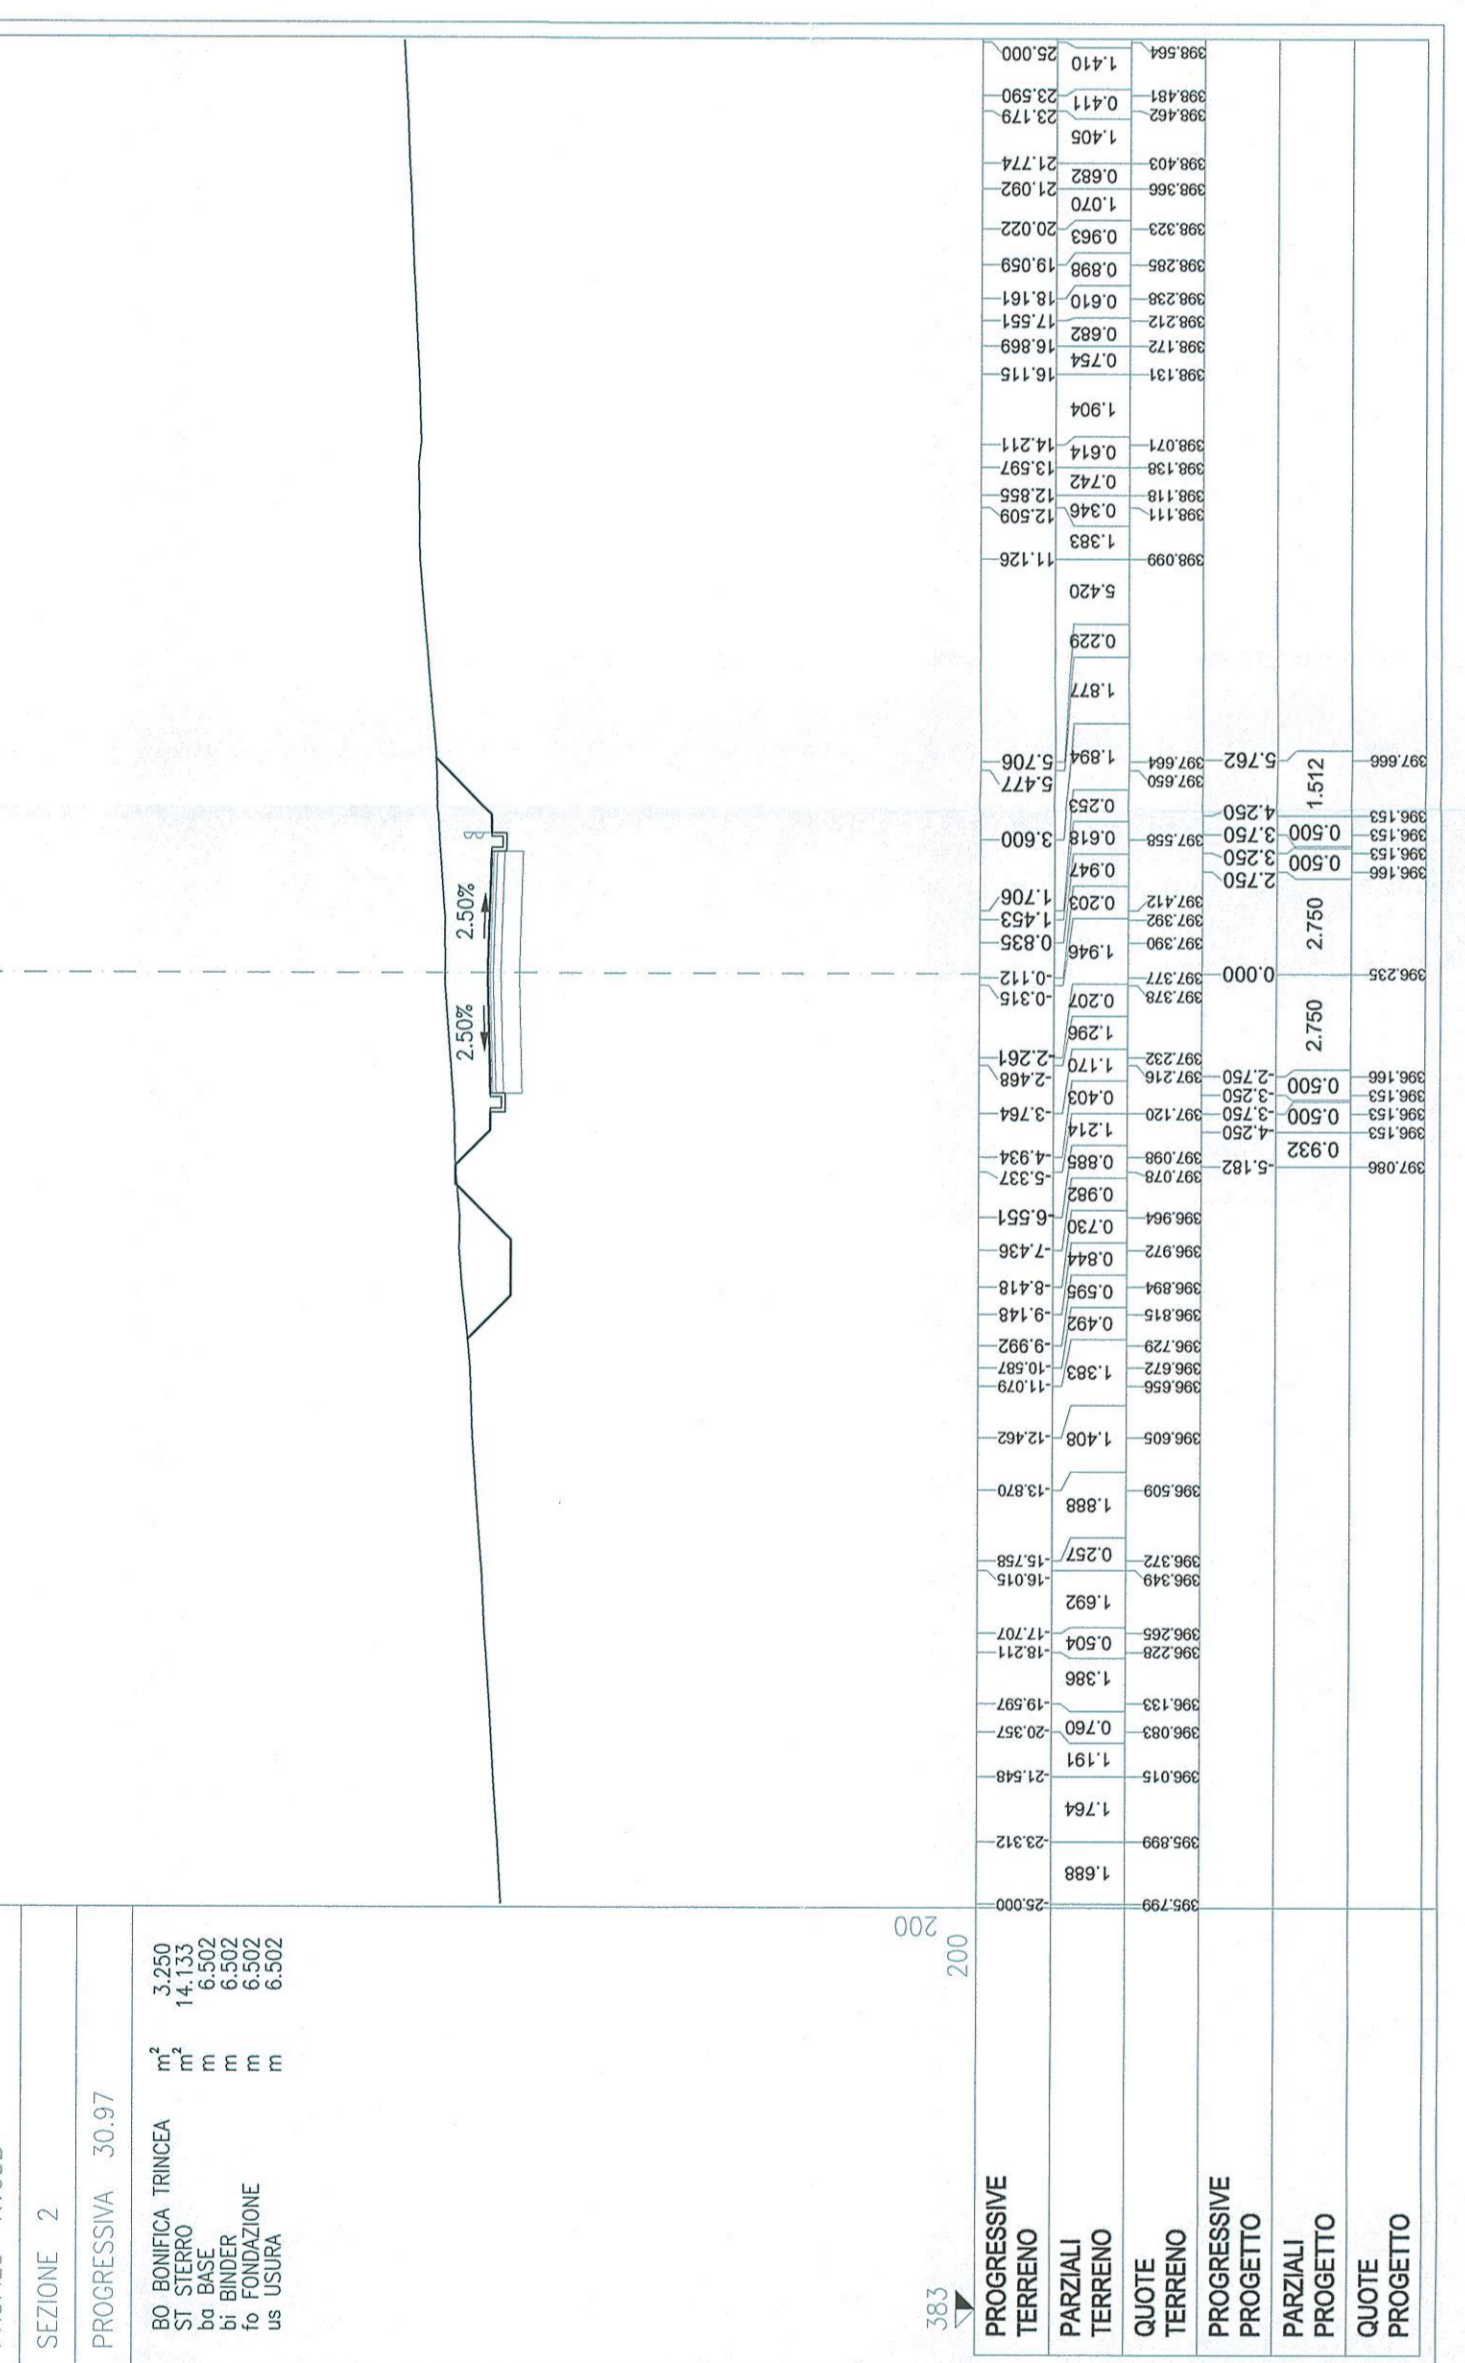 SEZIONE 2
PROGRESSIVA 30.97
BO BONIFICA TRINCEA m² 3.250
ST STERRO m² 14.133
ba BASE m 6.502
bi BINDER m 6.502
fo FONDAZIONE m 6.502
us USURA m 6.502
2.50% 2.50%
200
200
383
PROGRESSIVE
TERRENO
-25.000 -23.312 -21.548 -20.357 -19.597 -18.211 -17.707 -16.015 -15.758 -13.870 -12.462 -11.079 -10.587 -9.992 -9.148 -8.418 -7.436 -6.551 -5.337 -4.934 -3.764 -2.468 -2.261 -0.315 -0.112 0.835 1.453 1.706 3.600 5.477 5.706 11.126 12.509 12.855 13.597 14.211 16.115 16.869 17.551 18.161 19.059 20.022 21.092 21.774 23.179 23.590 25.000
PARZIALI
TERRENO
1.688 1.764 1.191 0.760 1.386 0.504 1.692 0.257 1.888 1.408 1.383 0.492 0.595 0.844 0.730 0.982 0.885 1.214 0.403 1.170 1.296 0.207 1.946 0.203 0.947 0.618 0.253 1.894 1.877 0.229 5.420 1.383 0.346 0.742 0.614 1.904 0.754 0.682 0.610 0.898 0.963 1.070 0.682 1.405 0.411 1.410
QUOTE
TERRENO
395.799 395.899 396.015 396.083 396.133 396.228 396.265 396.349 396.372 396.509 396.605 396.656 396.672 396.729 396.815 396.894 396.972 396.964 397.078 397.098 397.120 397.216 397.232 397.378 397.377 397.390 397.392 397.412 397.558 397.650 397.664 398.099 398.111 398.118 398.138 398.071 398.131 398.172 398.212 398.238 398.285 398.323 398.366 398.403 398.462 398.481 398.564
PROGRESSIVE
PROGETTO
-5.182 -4.250 -3.750 -3.250 -2.750 0.000 2.750 3.250 3.750 4.250 5.762
PARZIALI
PROGETTO
0.932 0.500 0.500 2.750 2.750 0.500 0.500 1.512
QUOTE
PROGETTO
397.086 396.153 396.153 396.153 396.166 396.235 396.166 396.153 396.153 396.153 397.666